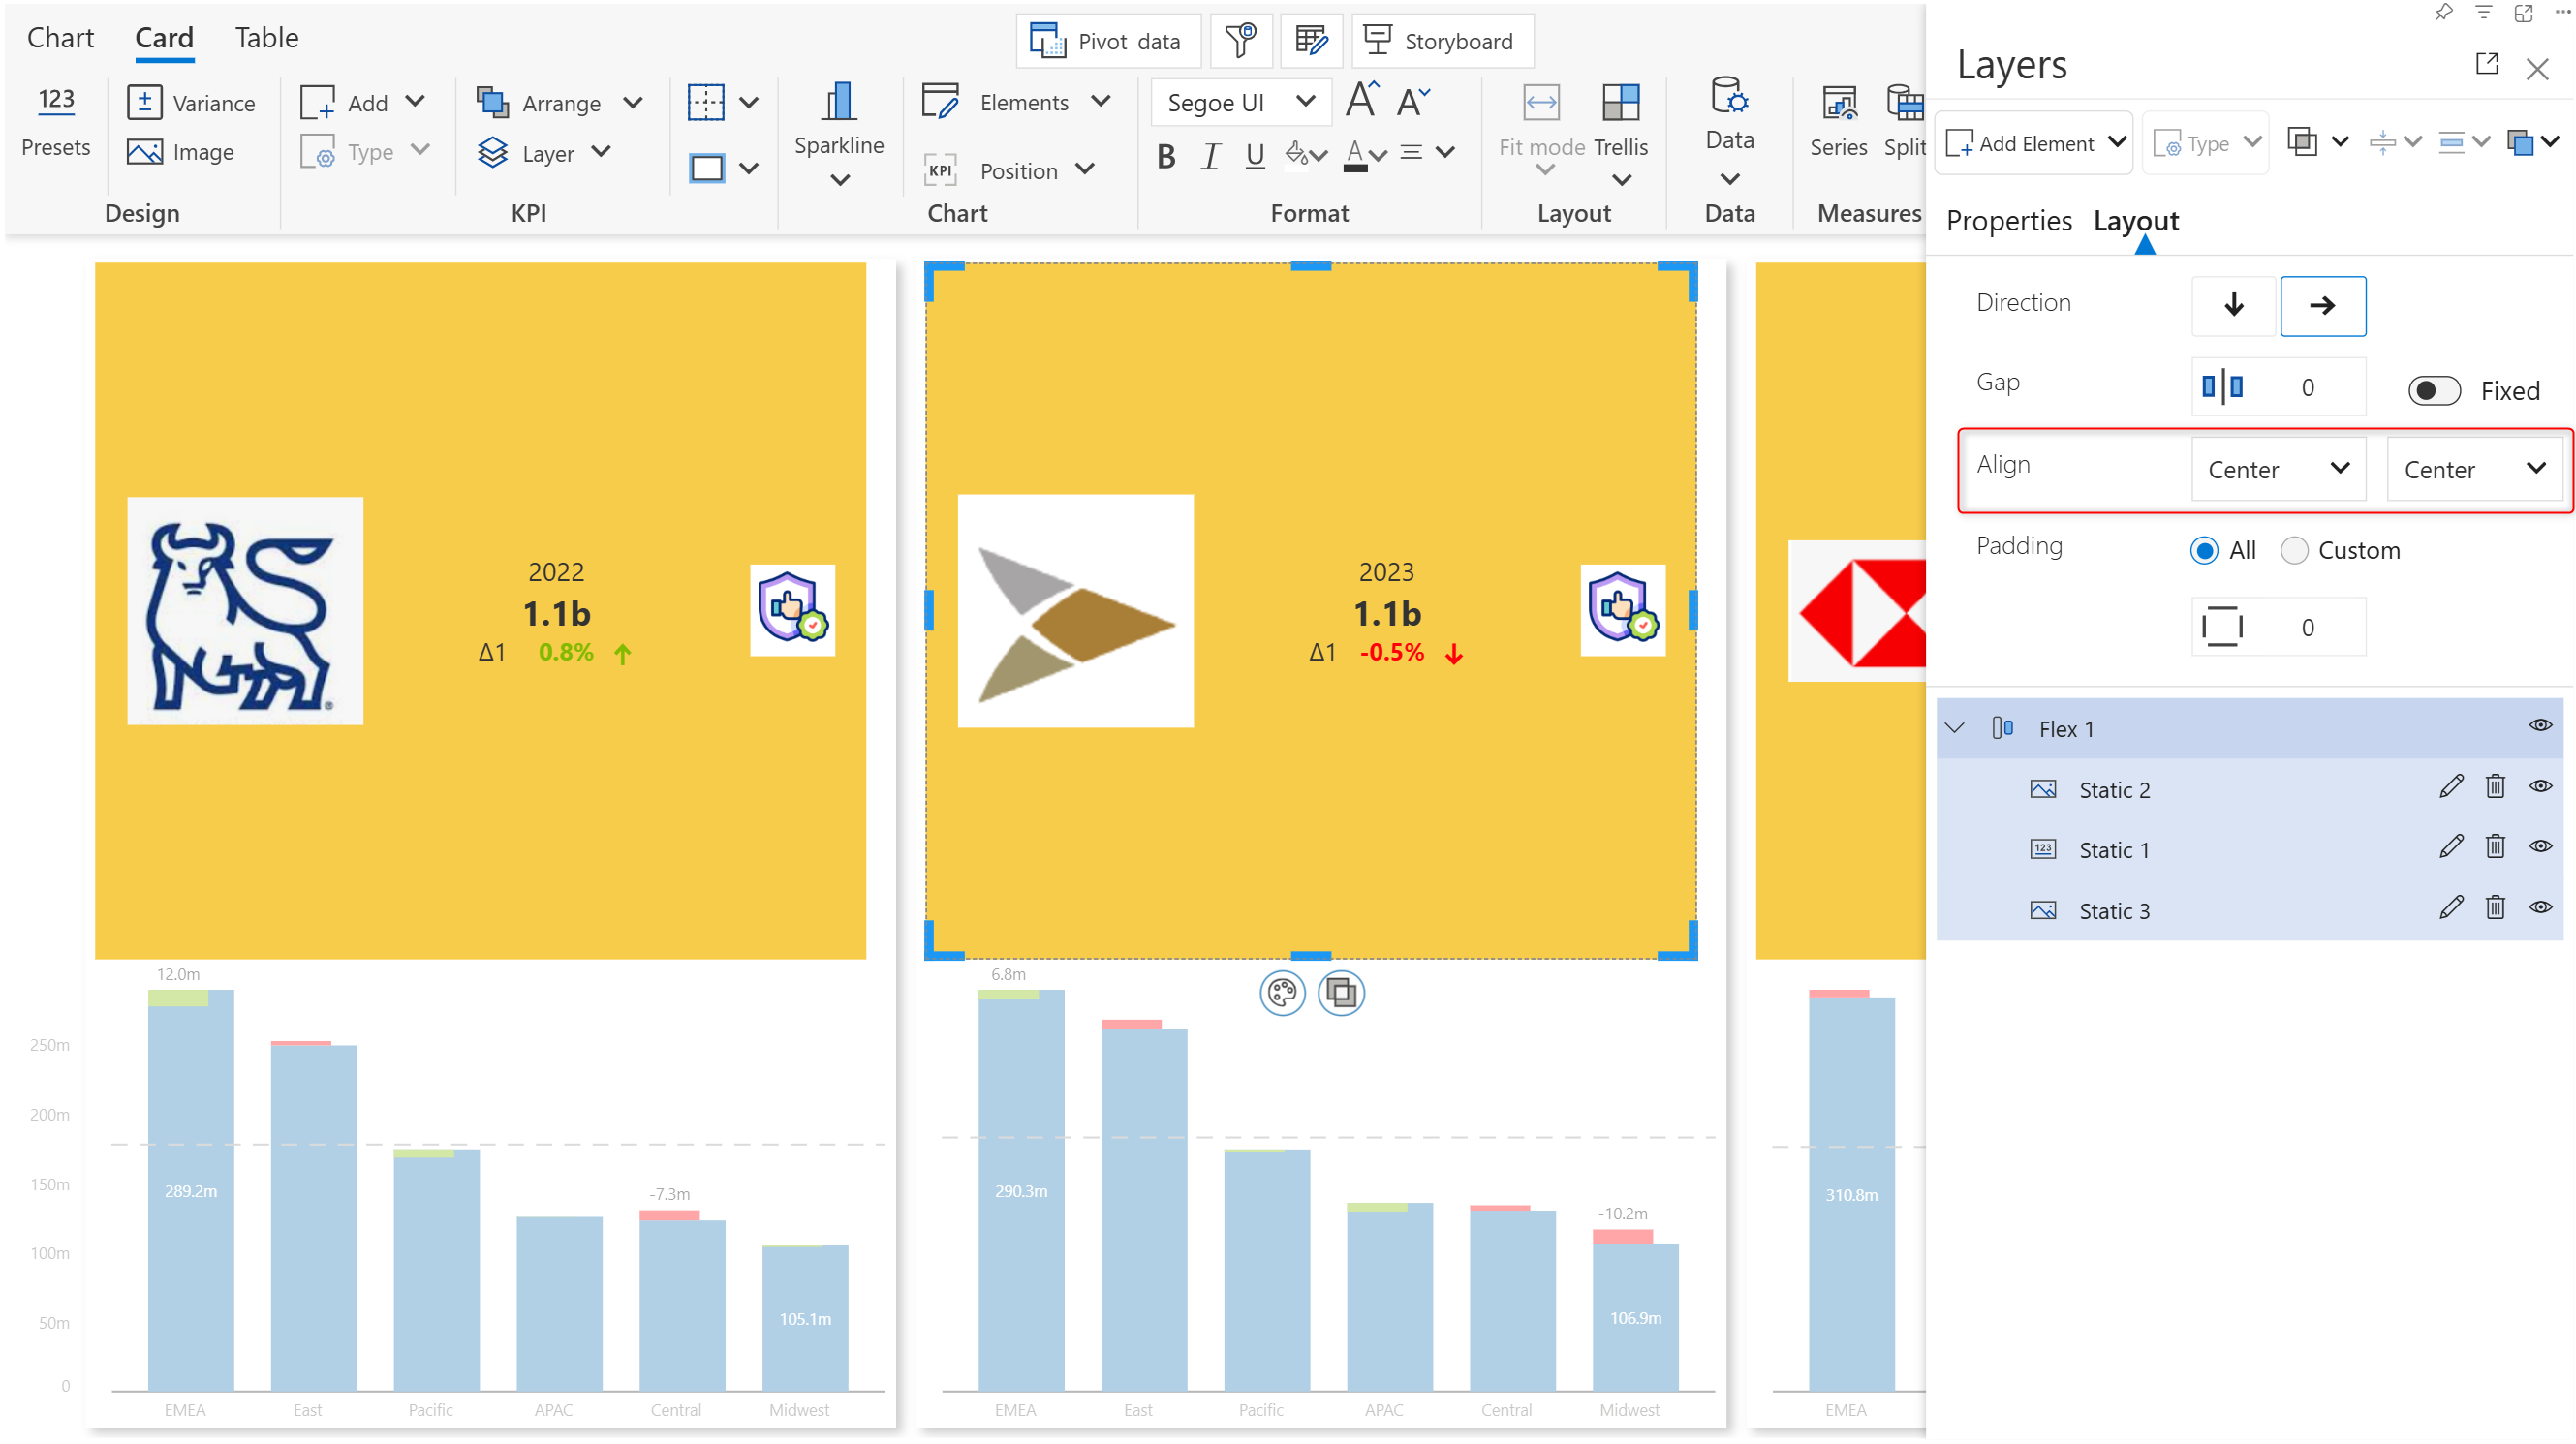 Chart Card Table
Pivot data Storyboard
123 Presets
Variance
Image
Design
Add
Type
Arrange
Layer
KPI
Sparkline
Elements
KPI Position
Chart
Segoe UI A A
B I U A
Format
Fit mode Trellis
Layout
Data
Data
Series Split
Measures
Layers
Add Element Type
Properties Layout
Direction
Gap 0 Fixed
Align Center Center
Padding All Custom
0
Flex 1
Static 2
123 Static 1
Static 3
2022
1.1b
Δ1 0.8%
2023
1.1b
Δ1 -0.5%
250m
200m
150m
100m
50m
0
12.0m
289.2m
-7.3m
105.1m
EMEA East Pacific APAC Central Midwest
6.8m
290.3m
-10.2m
106.9m
EMEA East Pacific APAC Central Midwest
310.8m
EMEA